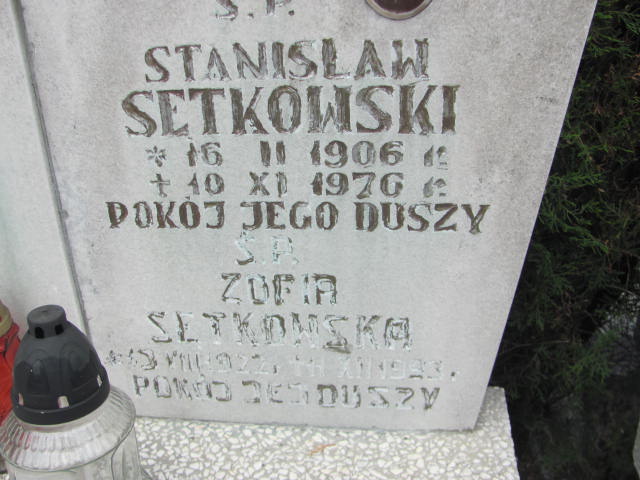 Ś.P.
STANISŁAW
SETKOWSKI
* 16 II 1906 r.
+ 10 XI 1976 r.
POKÓJ JEGO DUSZY
Ś.P.
ZOFIA
SETKOWSKA
POKÓJ JEJ DUSZY